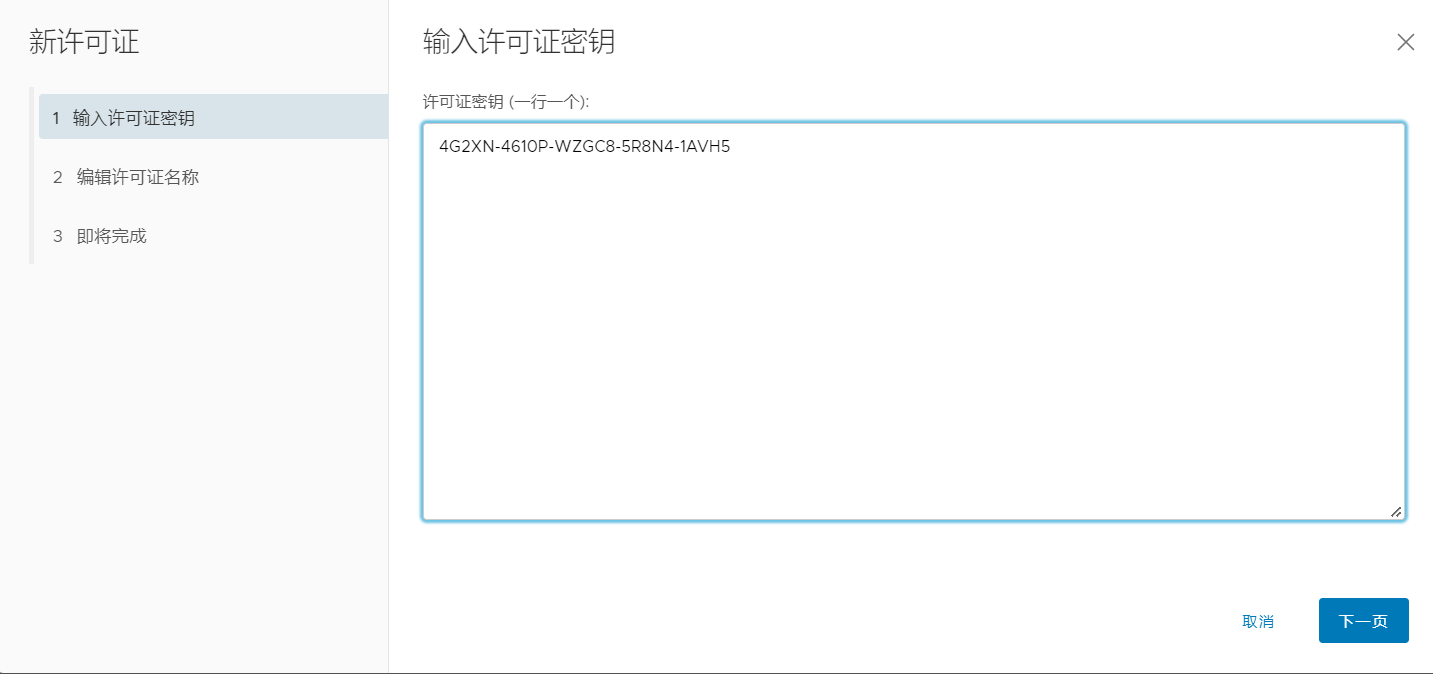 新许可证
1 输入许可证密钥
2 编辑许可证名称
3 即将完成
输入许可证密钥
许可证密钥 (一行一个):
4G2XN-4610P-WZGC8-5R8N4-1AVH5
取消
下一页